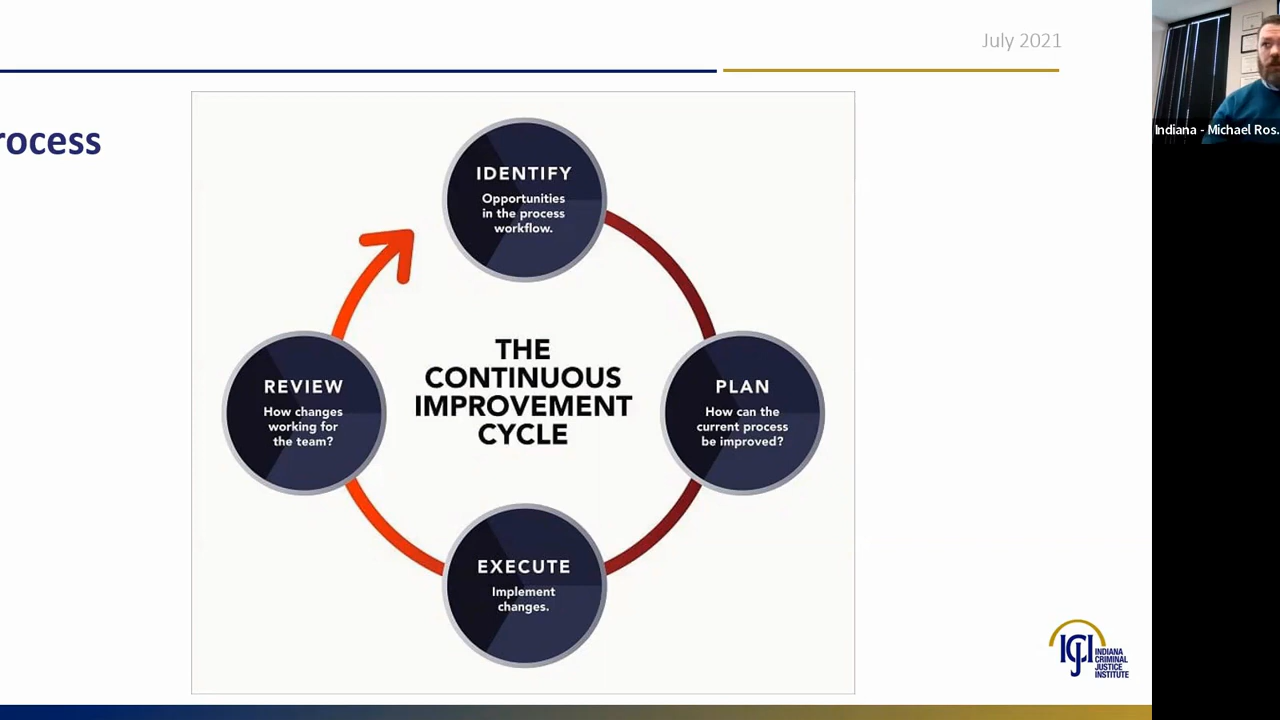 July 2021
rocess
IDENTIFY
Opportunities
in the process
workflow.
THE
CONTINUOUS
IMPROVEMENT
CYCLE
REVIEW
How changes
working for
the team?
PLAN
How can the
current process
be improved?
EXECUTE
Implement
changes.
ICJI
INDIANA
CRIMINAL
JUSTICE
INSTITUTE
Indiana - Michael Ros.